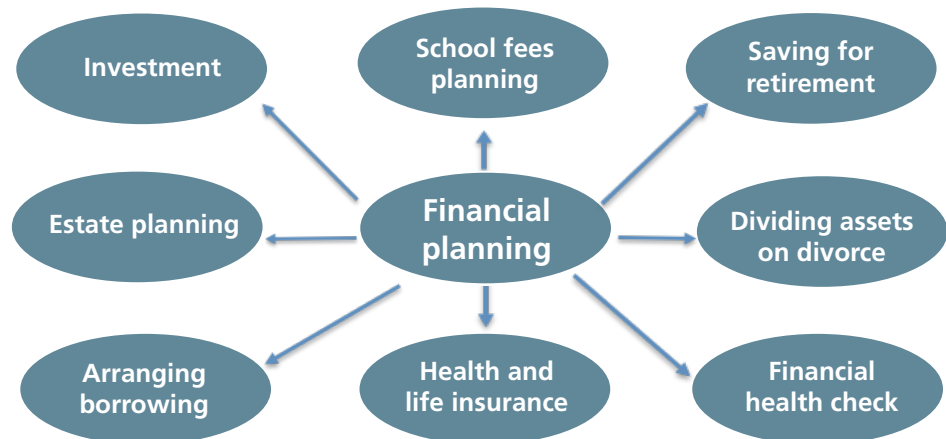 Investment
School fees
planning
Saving for
retirement
Estate planning
Financial
planning
Dividing assets
on divorce
Arranging
borrowing
Health and
life insurance
Financial
health check